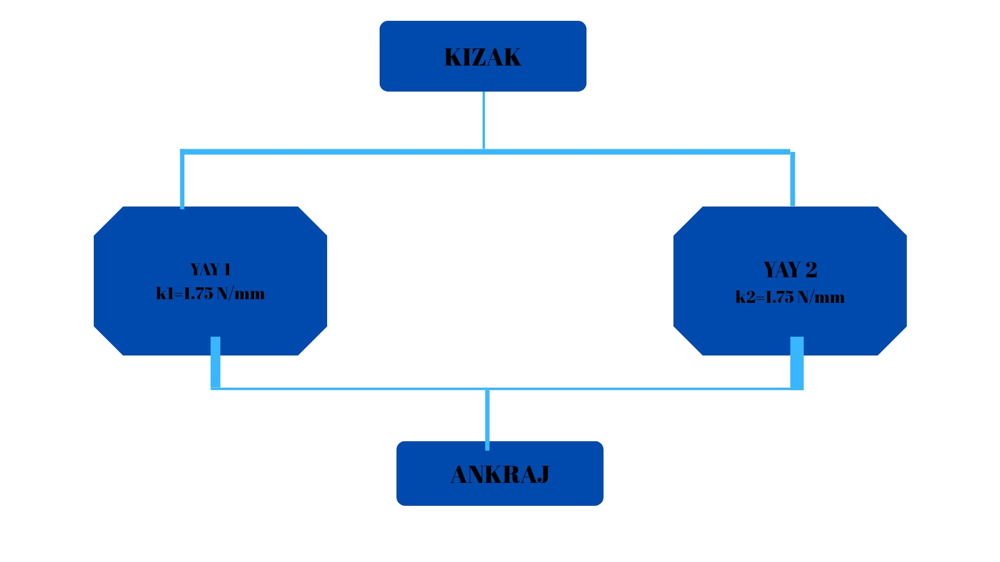 KIZAK
YAY 1
k1=1.75 N/mm
YAY 2
k2=1.75 N/mm
ANKRAJ